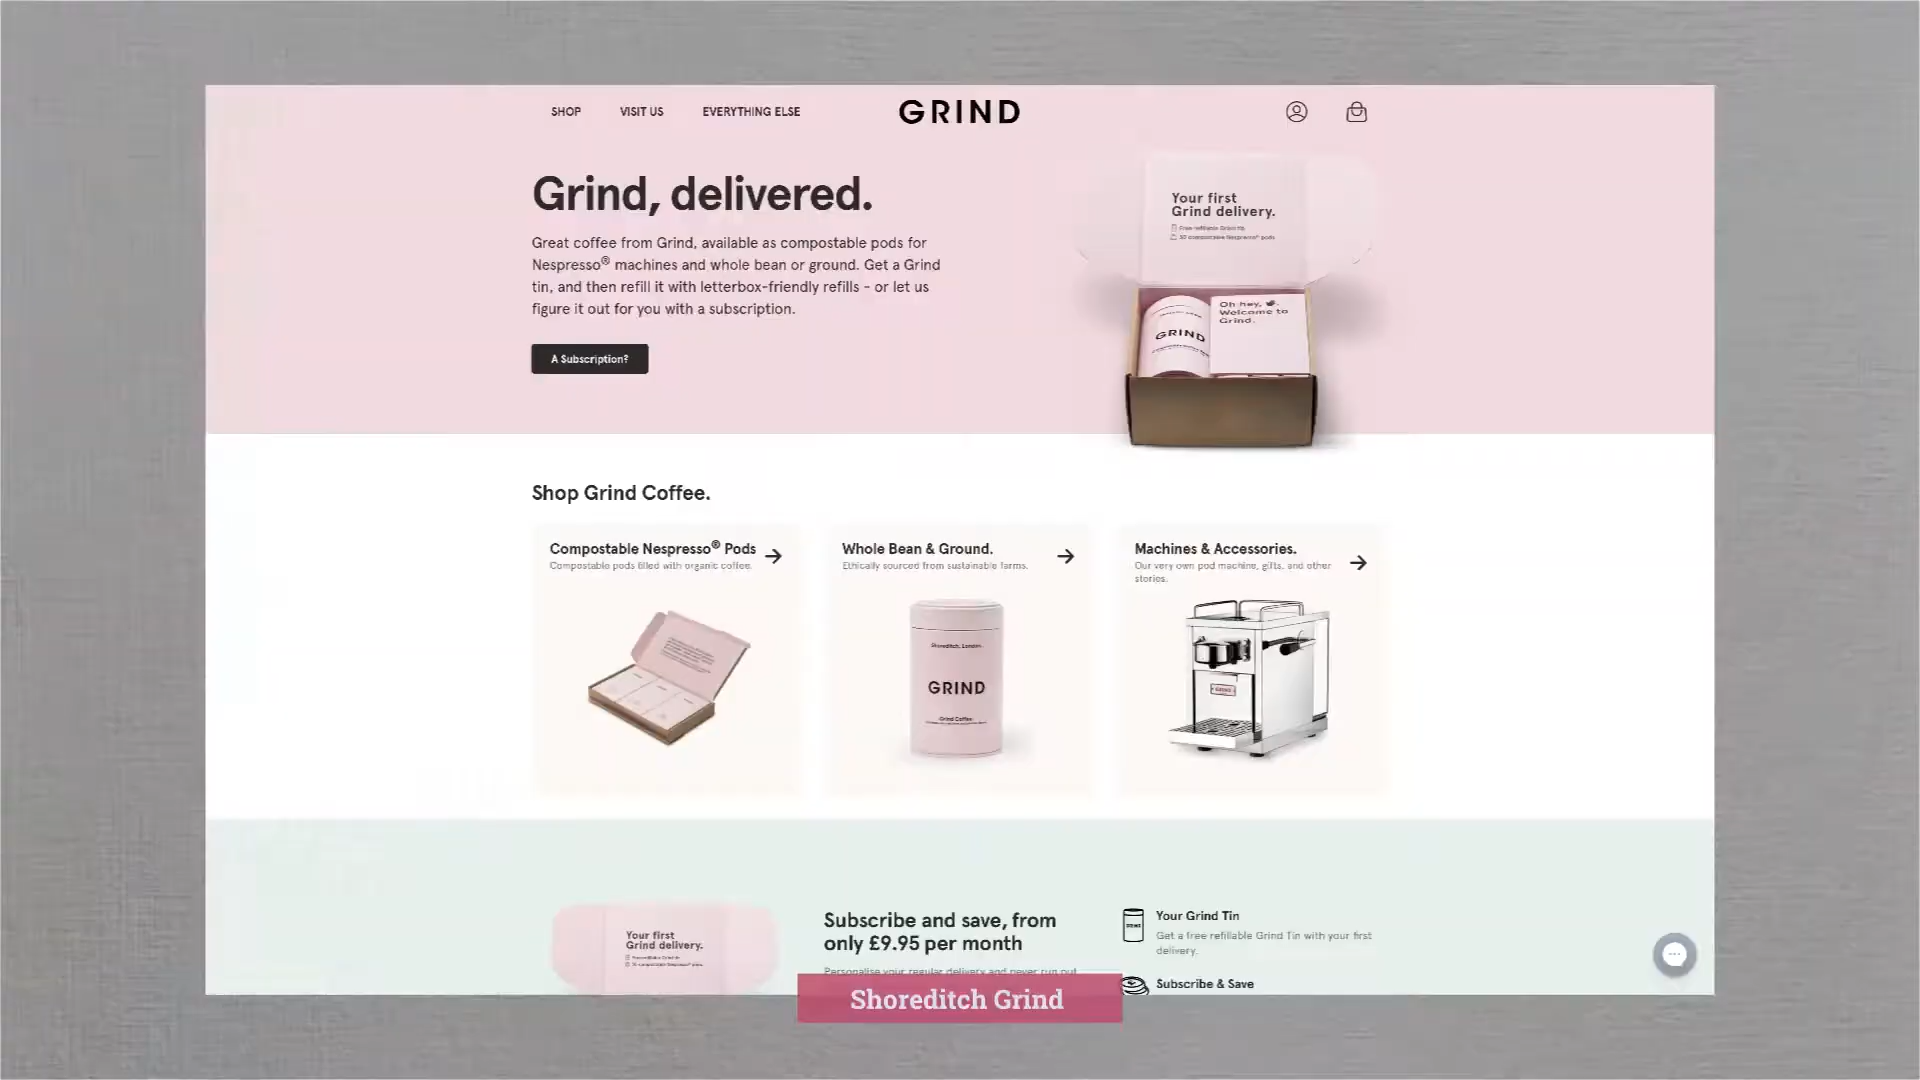 SHOP
VISIT US
EVERYTHING ELSE
GRIND
Grind, delivered.
Great coffee from Grind, available as compostable pods for
Nespresso® machines and whole bean or ground. Get a Grind
tin, and then refill it with letterbox-friendly refills - or let us
figure it out for you with a subscription.
A Subscription?
Your first
Grind delivery.
Free refillable Grind tin
30 compostable Nespresso® pods
GRIND
Oh hey,
Welcome to
Grind.
Shop Grind Coffee.
Compostable Nespresso® Pods
Compostable pods filled with organic coffee.
Whole Bean & Ground.
Ethically sourced from sustainable farms.
Machines & Accessories.
Our very own pod machine, gifts, and other
stories.
Shoreditch, London.
GRIND
Grind Coffee
GRIND
Your first
Grind delivery.
Subscribe and save, from
only £9.95 per month
Personalise your regular delivery and never run out
Your Grind Tin
Get a free refillable Grind Tin with your first
delivery.
Subscribe & Save
Shoreditch Grind